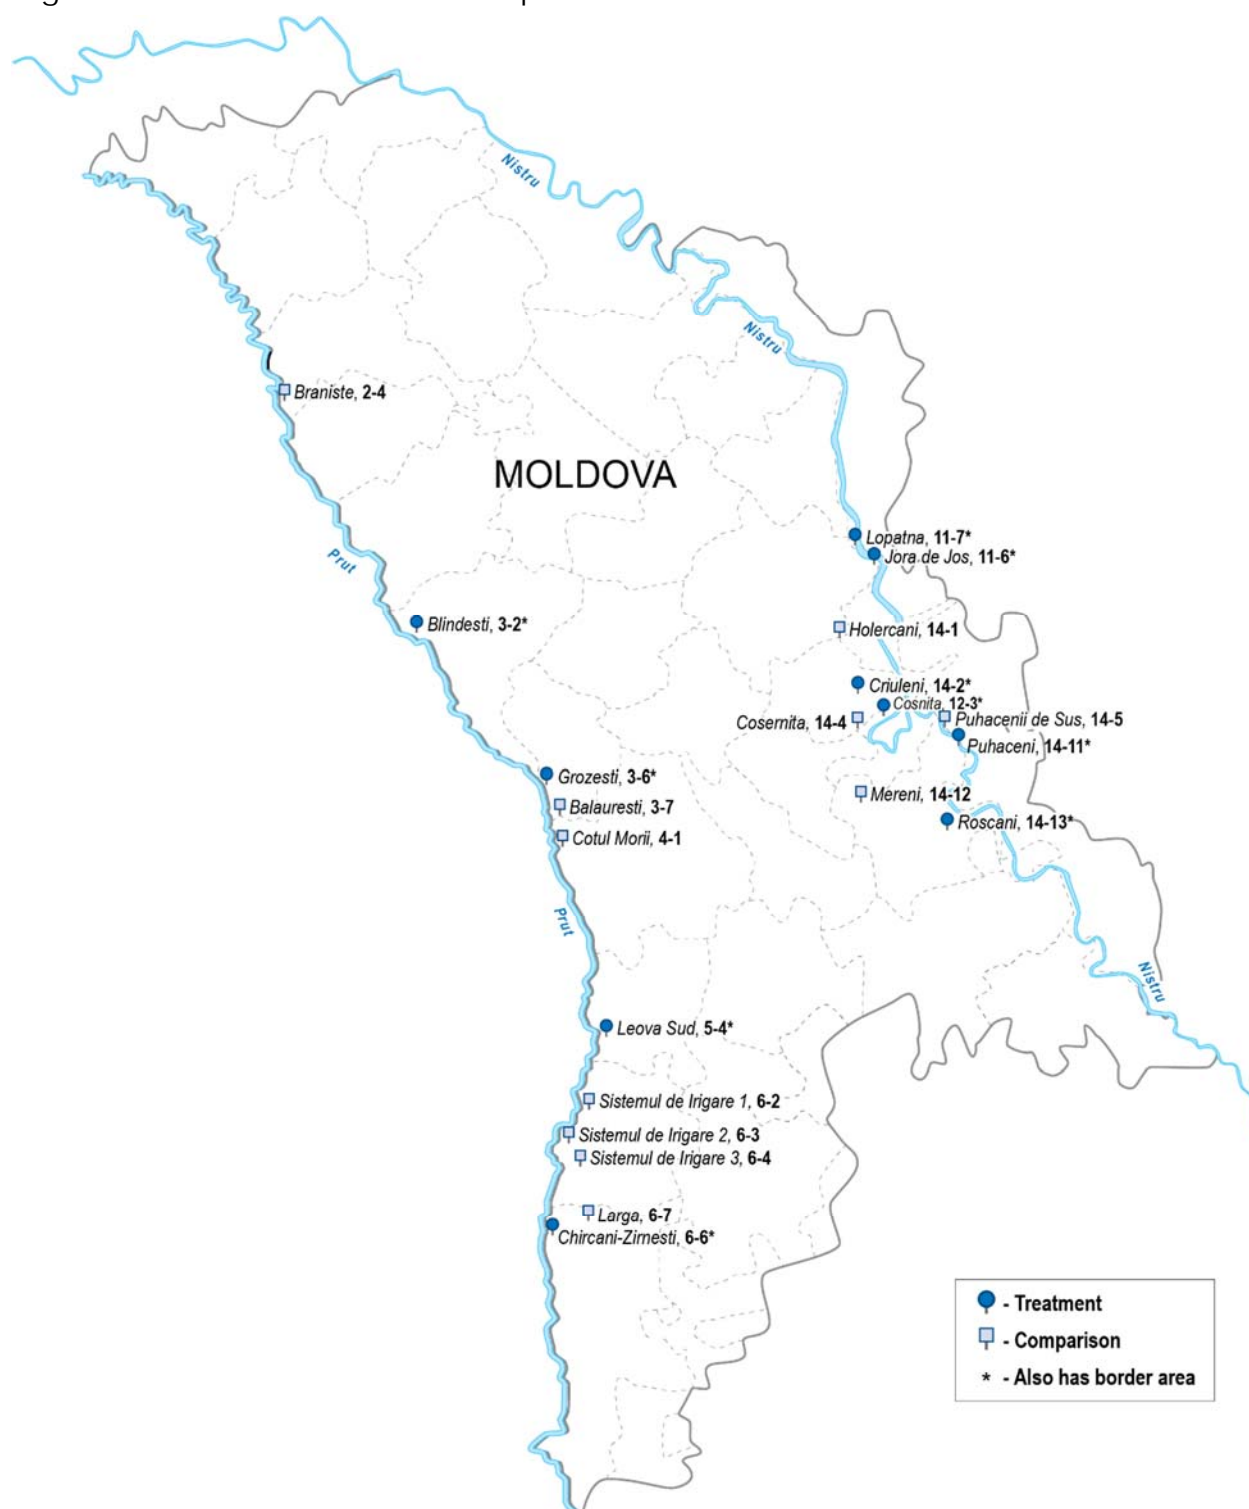 Nistru
Nistru
Braniste, 2-4
MOLDOVA
Lopatna, 11-7*
Jora de Jos, 11-6*
Prut
Blindesti, 3-2*
Holercani, 14-1
Criuleni, 14-2*
Cosnita, 12-3*
Cosernita, 14-4
Puhacenii de Sus, 14-5
Puhaceni, 14-11*
Grozesti, 3-6*
Balauresti, 3-7
Mereni, 14-12
Cotul Morii, 4-1
Roscani, 14-13*
Prut
Nistru
Leova Sud, 5-4*
Sistemul de Irigare 1, 6-2
Sistemul de Irigare 2, 6-3
Sistemul de Irigare 3, 6-4
Larga, 6-7
Chircani-Zirnesti, 6-6*
- Treatment
- Comparison
* - Also has border area